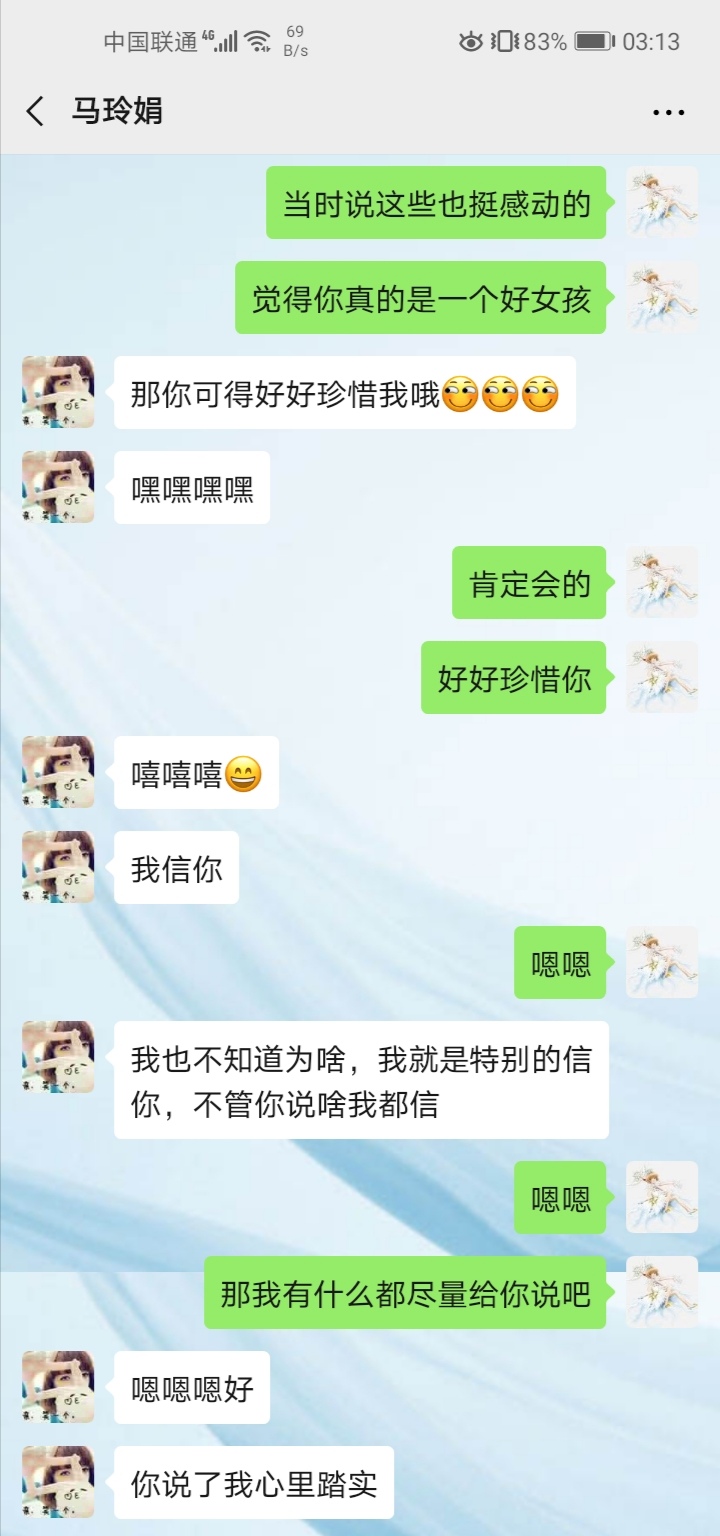 中国联通 4G 69 B/s 83% 03:13
马玲娟
当时说这些也挺感动的
觉得你真的是一个好女孩
那你可得好好珍惜我哦
嘿嘿嘿嘿
肯定会的
好好珍惜你
嘻嘻嘻
我信你
嗯嗯
我也不知道为啥，我就是特别的信
你，不管你说啥我都信
嗯嗯
那我有什么都尽量给你说吧
嗯嗯嗯好
你说了我心里踏实